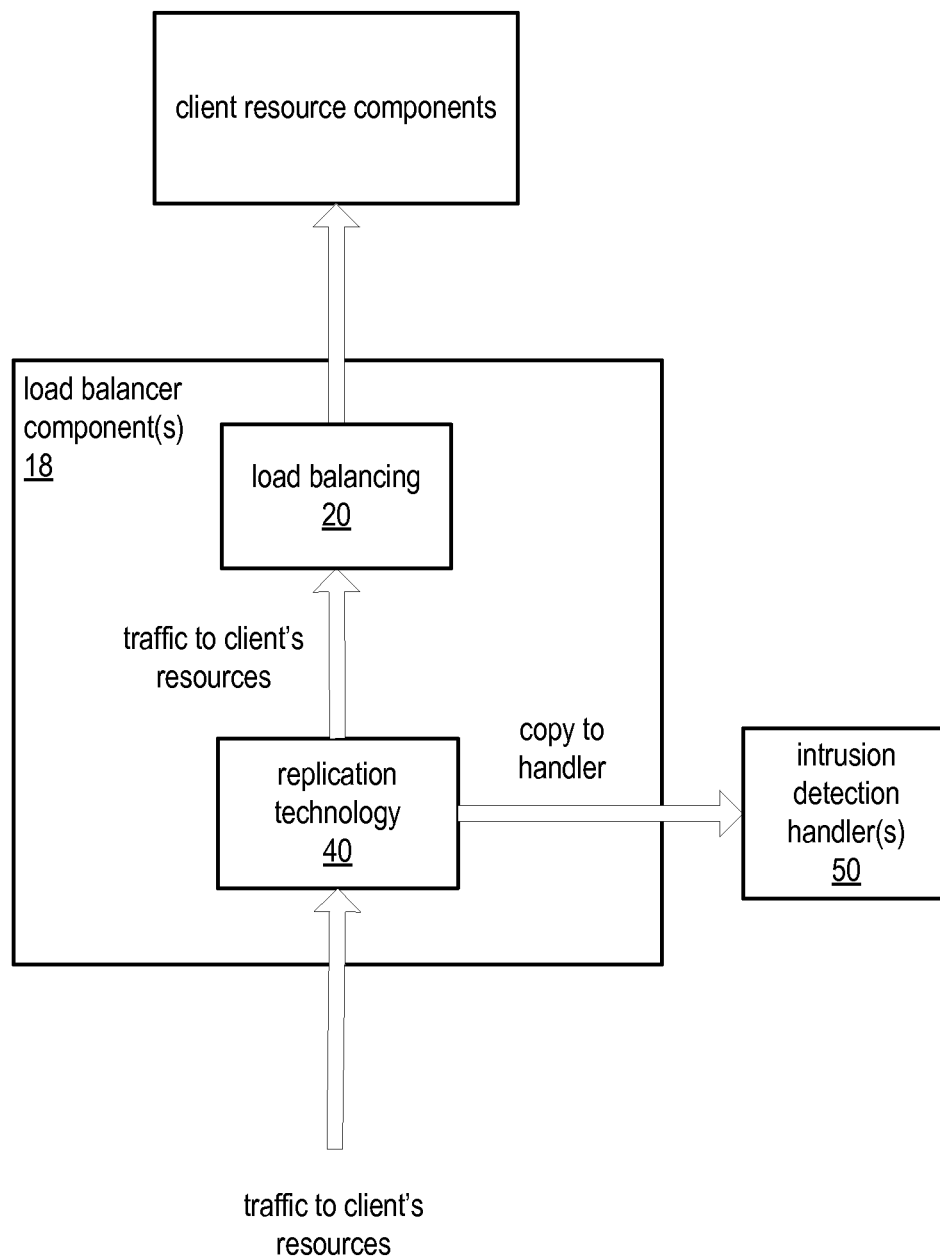 client resource components
load balancer
component(s)
18
load balancing
20
traffic to client’s
resources
copy to
handler
replication
technology
40
intrusion
detection
handler(s)
50
traffic to client’s
resources